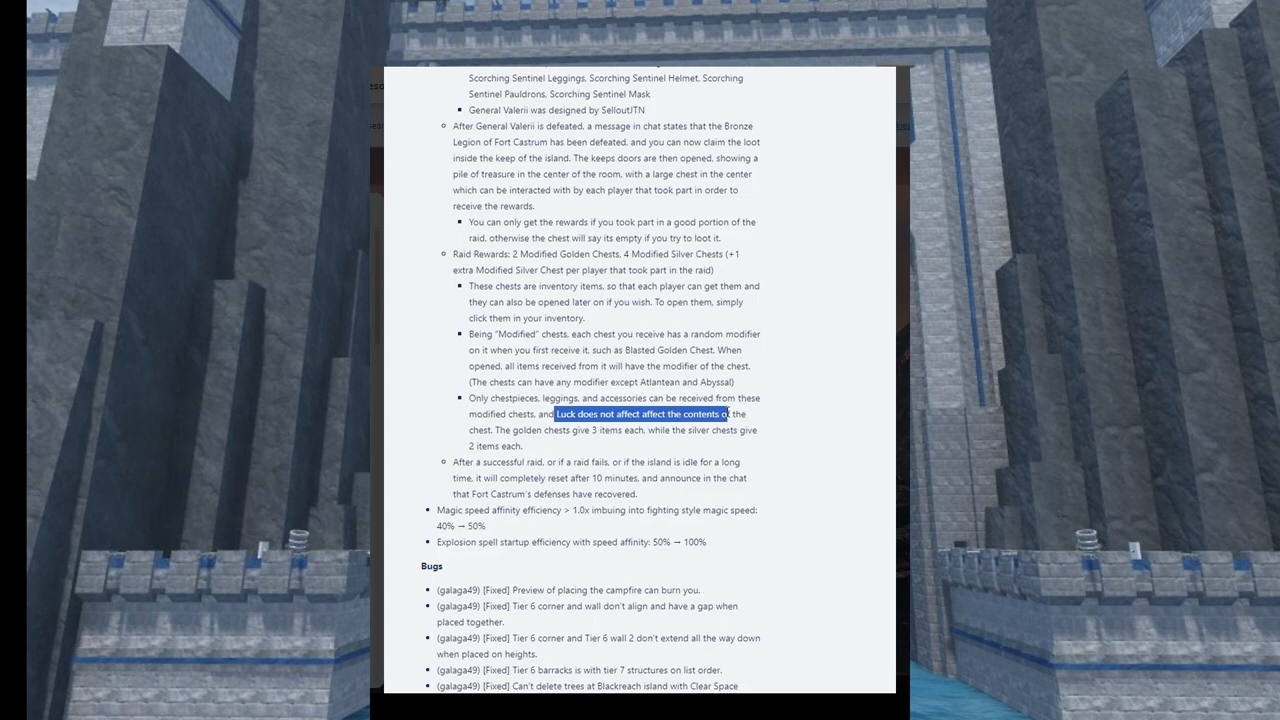 Scorching Sentinel Leggings, Scorching Sentinel Helmet, Scorching
Sentinel Pauldrons, Scorching Sentinel Mask
▪ General Valerii was designed by SelloutJTN
○ After General Valerii is defeated, a message in chat states that the Bronze
Legion of Fort Castrum has been defeated, and you can now claim the loot
inside the keep of the island. The keeps doors are then opened, showing a
pile of treasure in the center of the room, with a large chest in the center
which can be interacted with by each player that took part in order to
receive the rewards.
▪ You can only get the rewards if you took part in a good portion of the
raid, otherwise the chest will say its empty if you try to loot it.
○ Raid Rewards: 2 Modified Golden Chests, 4 Modified Silver Chests (+1
extra Modified Silver Chest per player that took part in the raid)
▪ These chests are inventory items, so that each player can get them and
they can also be opened later on if you wish. To open them, simply
click them in your inventory.
▪ Being “Modified” chests, each chest you receive has a random modifier
on it when you first receive it, such as Blasted Golden Chest. When
opened, all items received from it will have the modifier of the chest.
(The chests can have any modifier except Atlantean and Abyssal)
▪ Only chestpieces, leggings, and accessories can be received from these
modified chests, and Luck does not affect affect the contents of the
chest. The golden chests give 3 items each, while the silver chests give
2 items each.
○ After a successful raid, or if a raid fails, or if the island is idle for a long
time, it will completely reset after 10 minutes, and announce in the chat
that Fort Castrum's defenses have recovered.
• Magic speed affinity efficiency > 1.0x imbuing into fighting style magic speed:
40% → 50%
• Explosion spell startup efficiency with speed affinity: 50% → 100%
Bugs
• (galaga49) [Fixed] Preview of placing the campfire can burn you.
• (galaga49) [Fixed] Tier 6 corner and wall don't align and have a gap when
placed together.
• (galaga49) [Fixed] Tier 6 corner and Tier 6 wall 2 don't extend all the way down
when placed on heights.
• (galaga49) [Fixed] Tier 6 barracks is with tier 7 structures on list order.
• (galaga49) [Fixed] Can't delete trees at Blackreach island with Clear Space